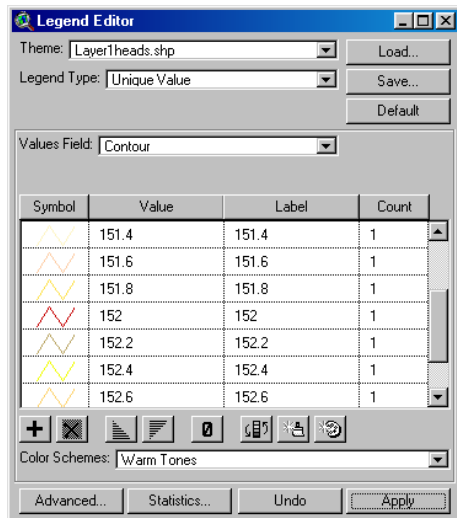 Legend Editor
Theme: Layer1heads.shp
Load...
Legend Type: Unique Value
Save...
Default
Values Field: Contour
Symbol Value Label Count
151.4 151.4 1
151.6 151.6 1
151.8 151.8 1
152 152 1
152.2 152.2 1
152.4 152.4 1
152.6 152.6 1
0
Color Schemes: Warm Tones
Advanced... Statistics... Undo Apply